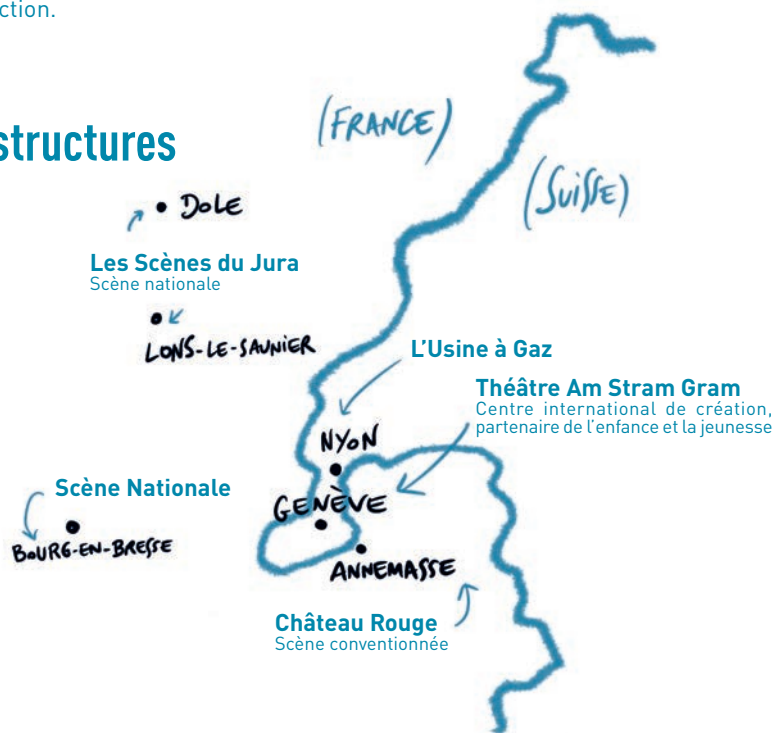 ction.
structures
(FRANCE)
(SUISSE)
• DOLE
Les Scènes du Jura
Scène nationale
LONS-LE-SAUNIER
L'Usine à Gaz
Théâtre Am Stram Gram
Centre international de création,
partenaire de l'enfance et la jeunesse
NYON
Scène Nationale
GENÈVE
BOURG-EN-BRESSE
ANNEMASSE
Château Rouge
Scène conventionnée